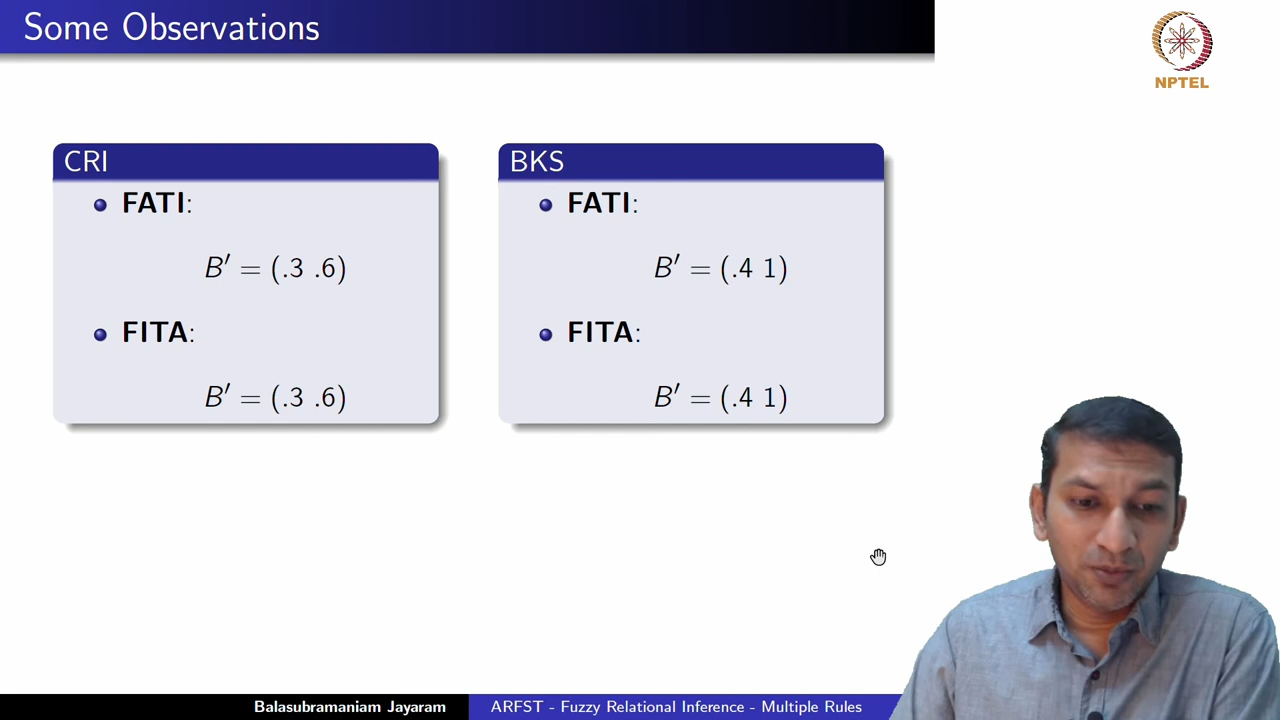 Some Observations
NPTEL
CRI
FATI:
B′ = (.3 .6)
FITA:
B′ = (.3 .6)
BKS
FATI:
B′ = (.4 1)
FITA:
B′ = (.4 1)
Balasubramaniam Jayaram
ARFST - Fuzzy Relational Inference - Multiple Rules